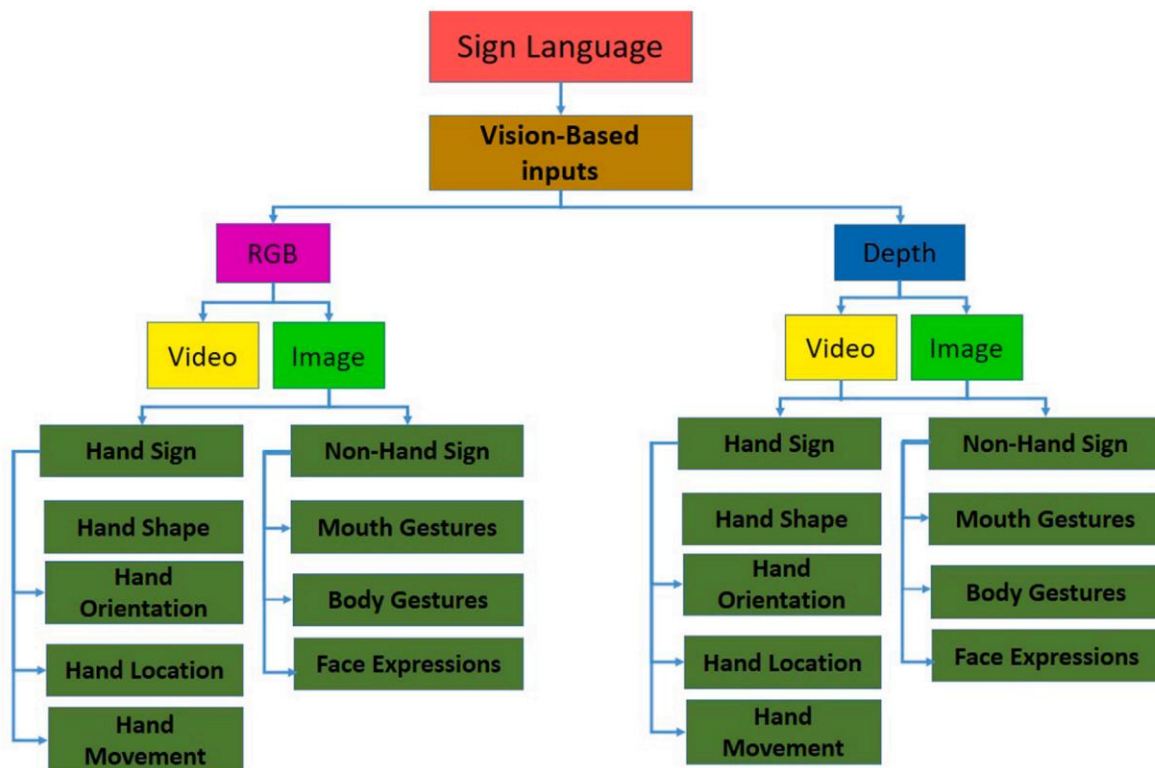 Sign Language
Vision-Based
inputs
RGB
Depth
Video
Image
Video
Image
Hand Sign
Non-Hand Sign
Hand Shape
Mouth Gestures
Hand
Orientation
Body Gestures
Hand Location
Face Expressions
Hand
Movement
Hand Sign
Non-Hand Sign
Hand Shape
Mouth Gestures
Hand
Orientation
Body Gestures
Hand Location
Face Expressions
Hand
Movement